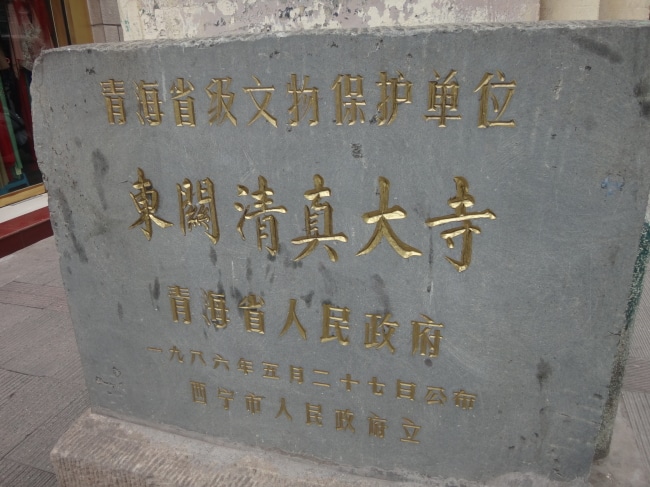 青海省级文物保护单位
東關清真大寺
青海省人民政府
一九八六年五月二十七日公布
西宁市人民政府立